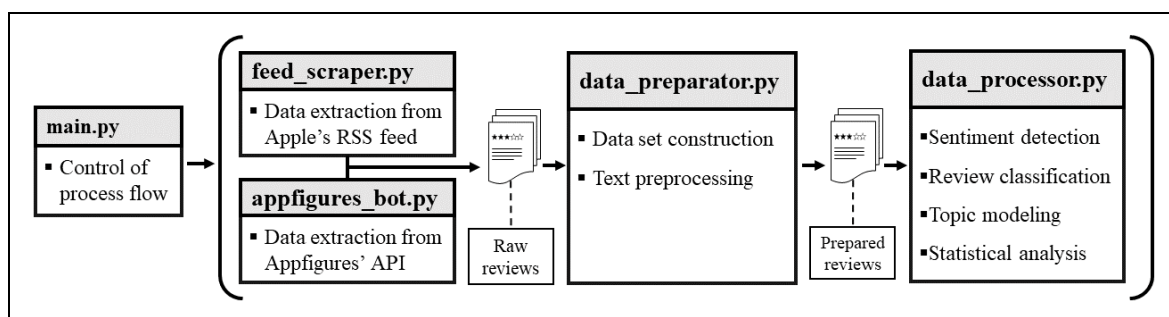 main.py
▪ Control of
process flow
feed_scraper.py
▪ Data extraction from
Apple's RSS feed
appfigures_bot.py
▪ Data extraction from
Appfigures' API
Raw
reviews
data_preparator.py
▪ Data set construction
▪ Text preprocessing
Prepared
reviews
data_processor.py
▪Sentiment detection
▪Review classification
▪Topic modeling
▪Statistical analysis